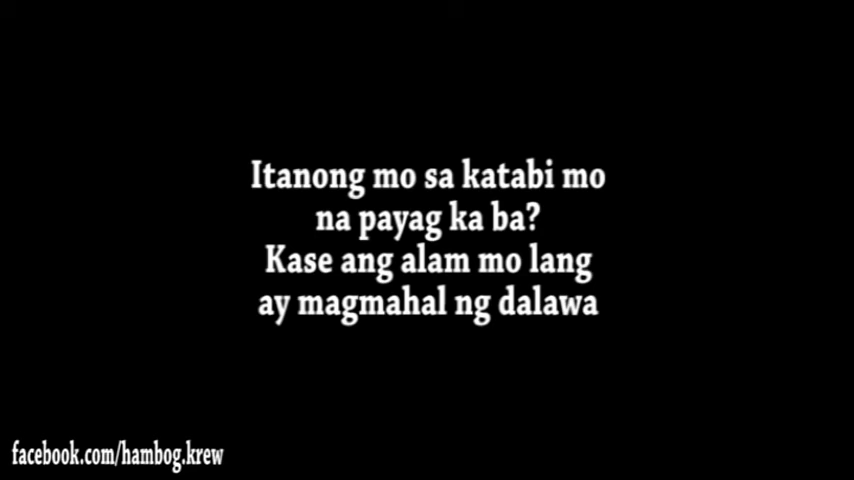 Itanong mo sa katabi mo
na payag ka ba?
Kase ang alam mo lang
ay magmahal ng dalawa
facebook.com/hambog.krew